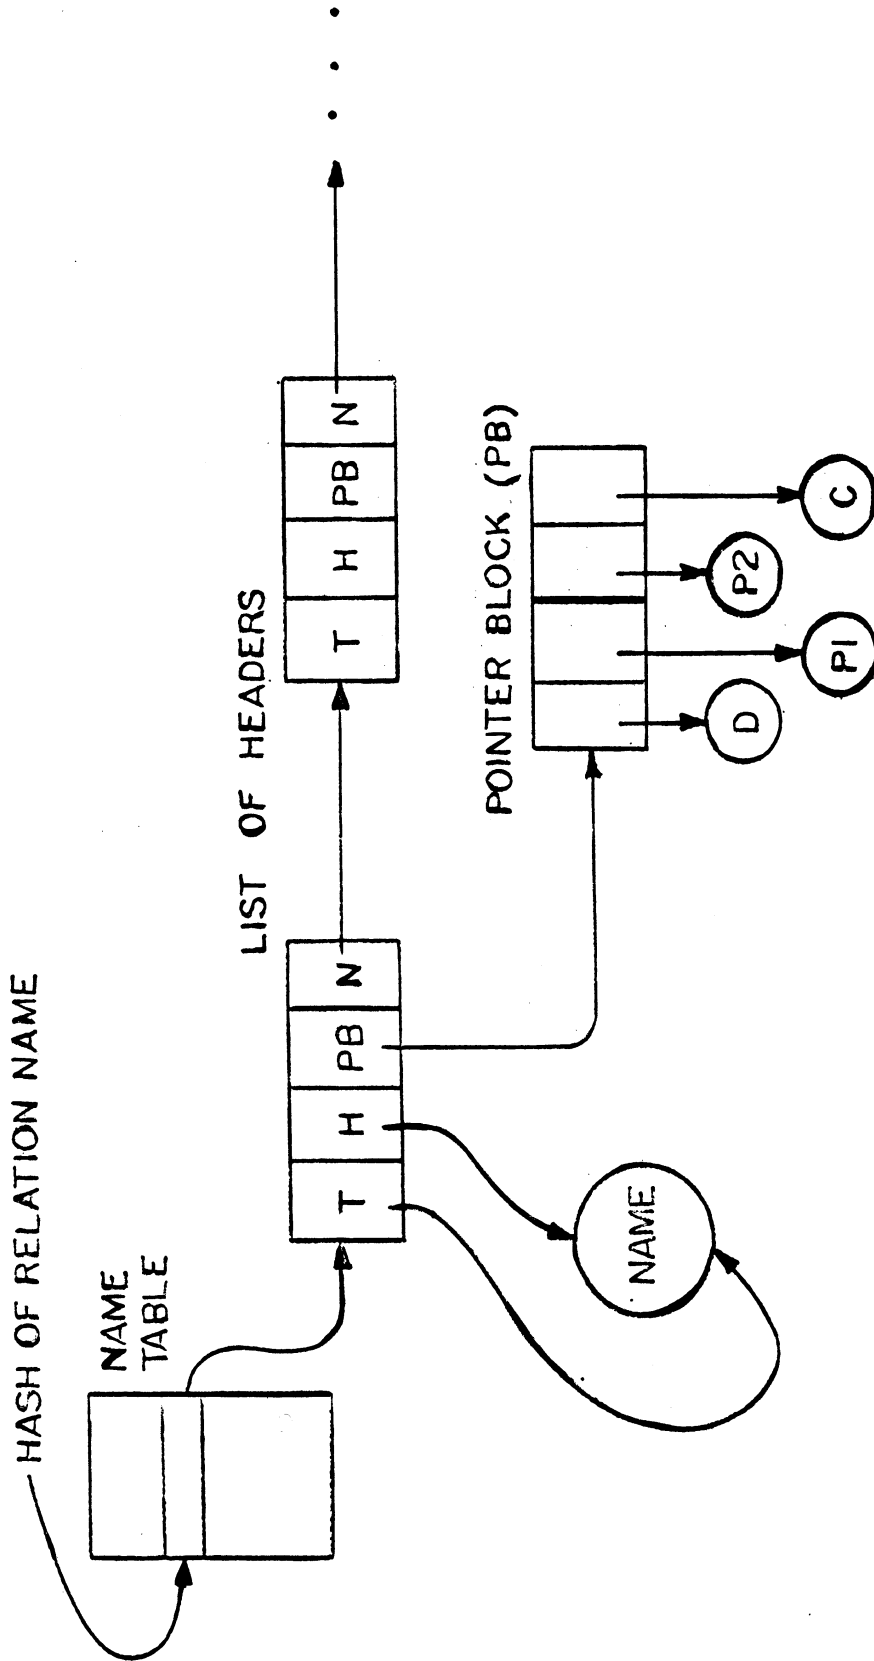 HASH OF RELATION NAME
NAME
TABLE
LIST OF HEADERS
T H PB N
T H PB N
NAME
POINTER BLOCK (PB)
D
P1
P2
C